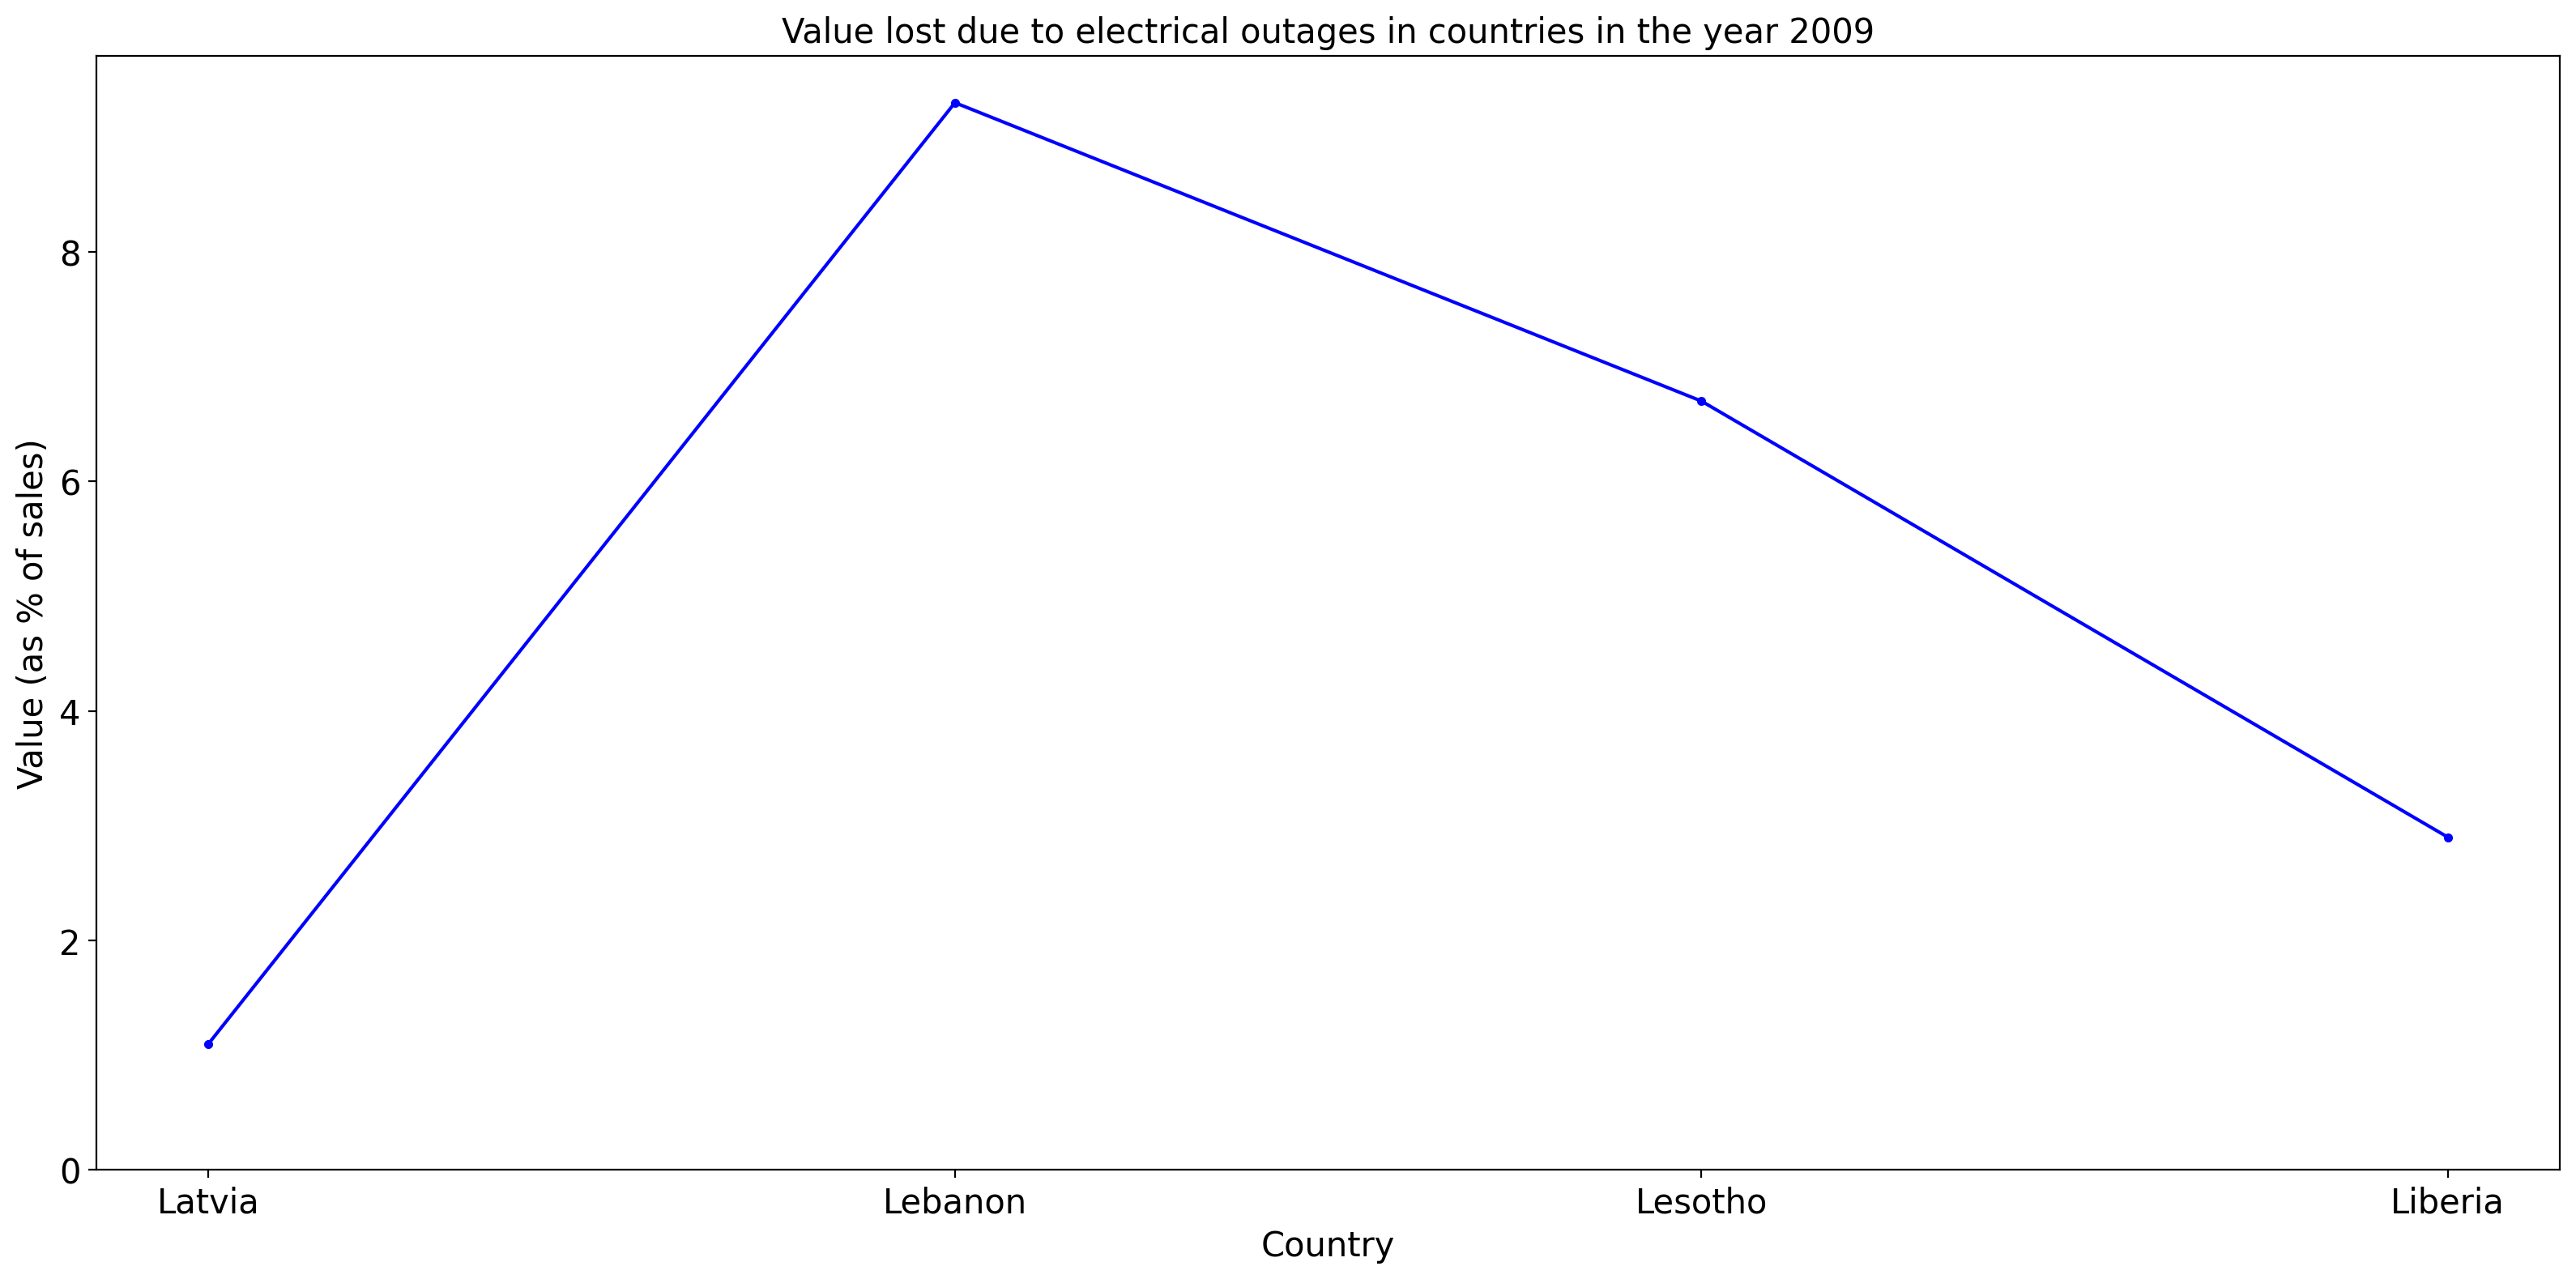 Value lost due to electrical outages in countries in the year 2009
Value (as % of sales)
8
6
4
2
0
Latvia Lebanon Lesotho Liberia
Country